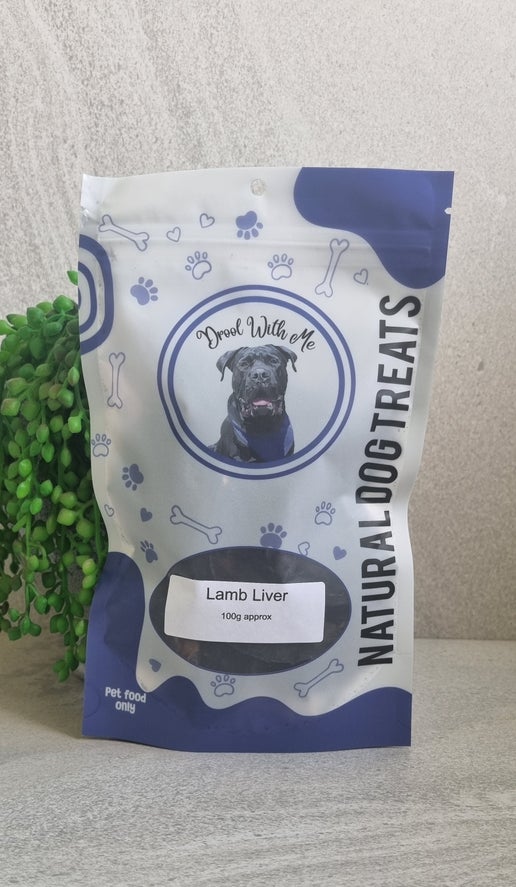 Drool With Me
NATURAL DOG TREATS
Lamb Liver
100g approx
Pet food
only